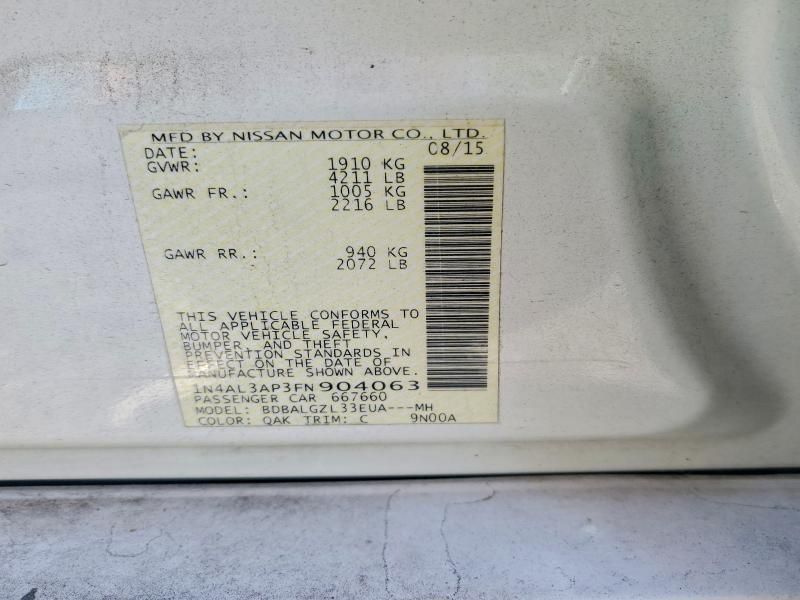 MFD BY NISSAN MOTOR CO., LTD.
DATE: 08/15
GVWR: 1910 KG
4211 LB
GAWR FR.: 1005 KG
2216 LB
GAWR RR.: 940 KG
2072 LB
THIS VEHICLE CONFORMS TO
ALL APPLICABLE FEDERAL
MOTOR VEHICLE SAFETY,
BUMPER, AND THEFT
PREVENTION STANDARDS IN
EFFECT ON THE DATE OF
MANUFACTURE SHOWN ABOVE.
1N4AL3AP3FN904063
PASSENGER CAR 667660
MODEL: BDBALGZL33EUA---MH
COLOR: QAK TRIM: C 9N00A